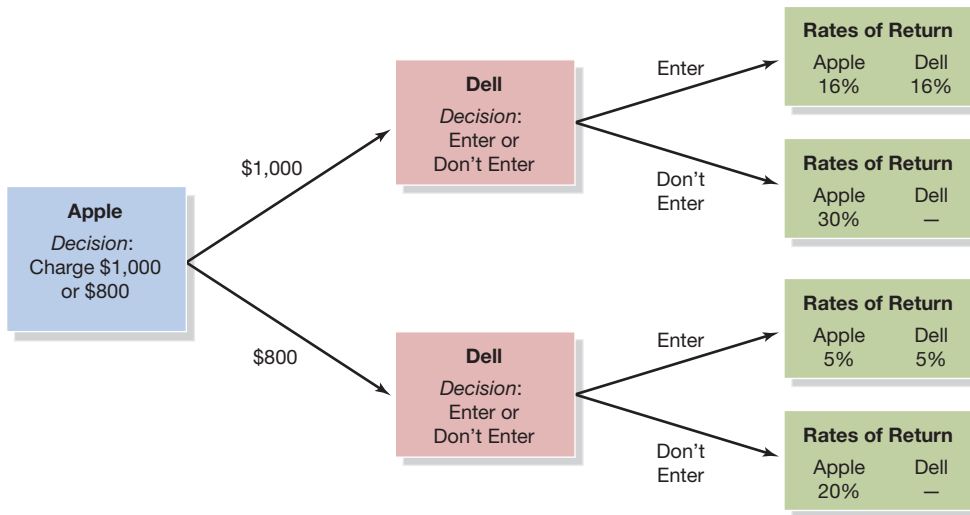 Apple
Decision:
Charge $1,000
or $800
$1,000
$800
Dell
Decision:
Enter or
Don't Enter
Enter
Don't
Enter
Rates of Return
Apple Dell
16% 16%
Rates of Return
Apple Dell
30% —
Dell
Decision:
Enter or
Don't Enter
Enter
Don't
Enter
Rates of Return
Apple Dell
5% 5%
Rates of Return
Apple Dell
20% —